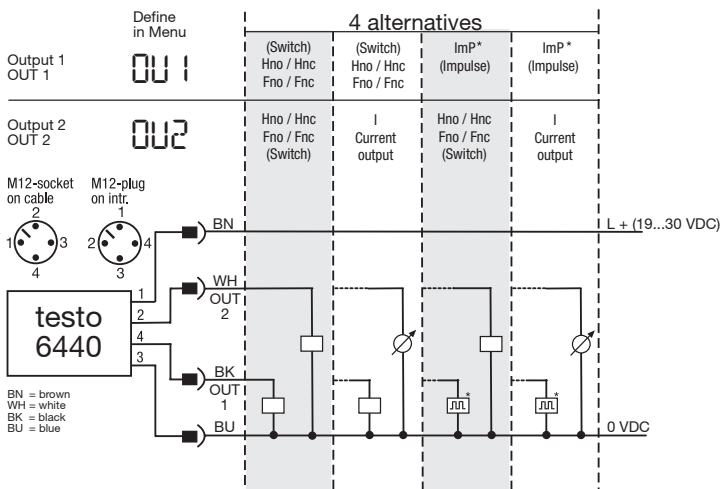 Define
in Menu
4 alternatives
Output 1
OUT 1
OU1
(Switch)
Hno / Hnc
Fno / Fnc
(Switch)
Hno / Hnc
Fno / Fnc
ImP*
(Impulse)
ImP*
(Impulse)
Output 2
OUT 2
OU2
Hno / Hnc
Fno / Fnc
(Switch)
I
Current
output
Hno / Hnc
Fno / Fnc
(Switch)
I
Current
output
M12-socket
on cable
2
1
3
4
M12-plug
on intr.
1
2
4
3
BN
L + (19...30 VDC)
WH
OUT
2
testo
6440
1
2
4
3
BK
OUT
1
*
*
BU
0 VDC
BN = brown
WH = white
BK = black
BU = blue